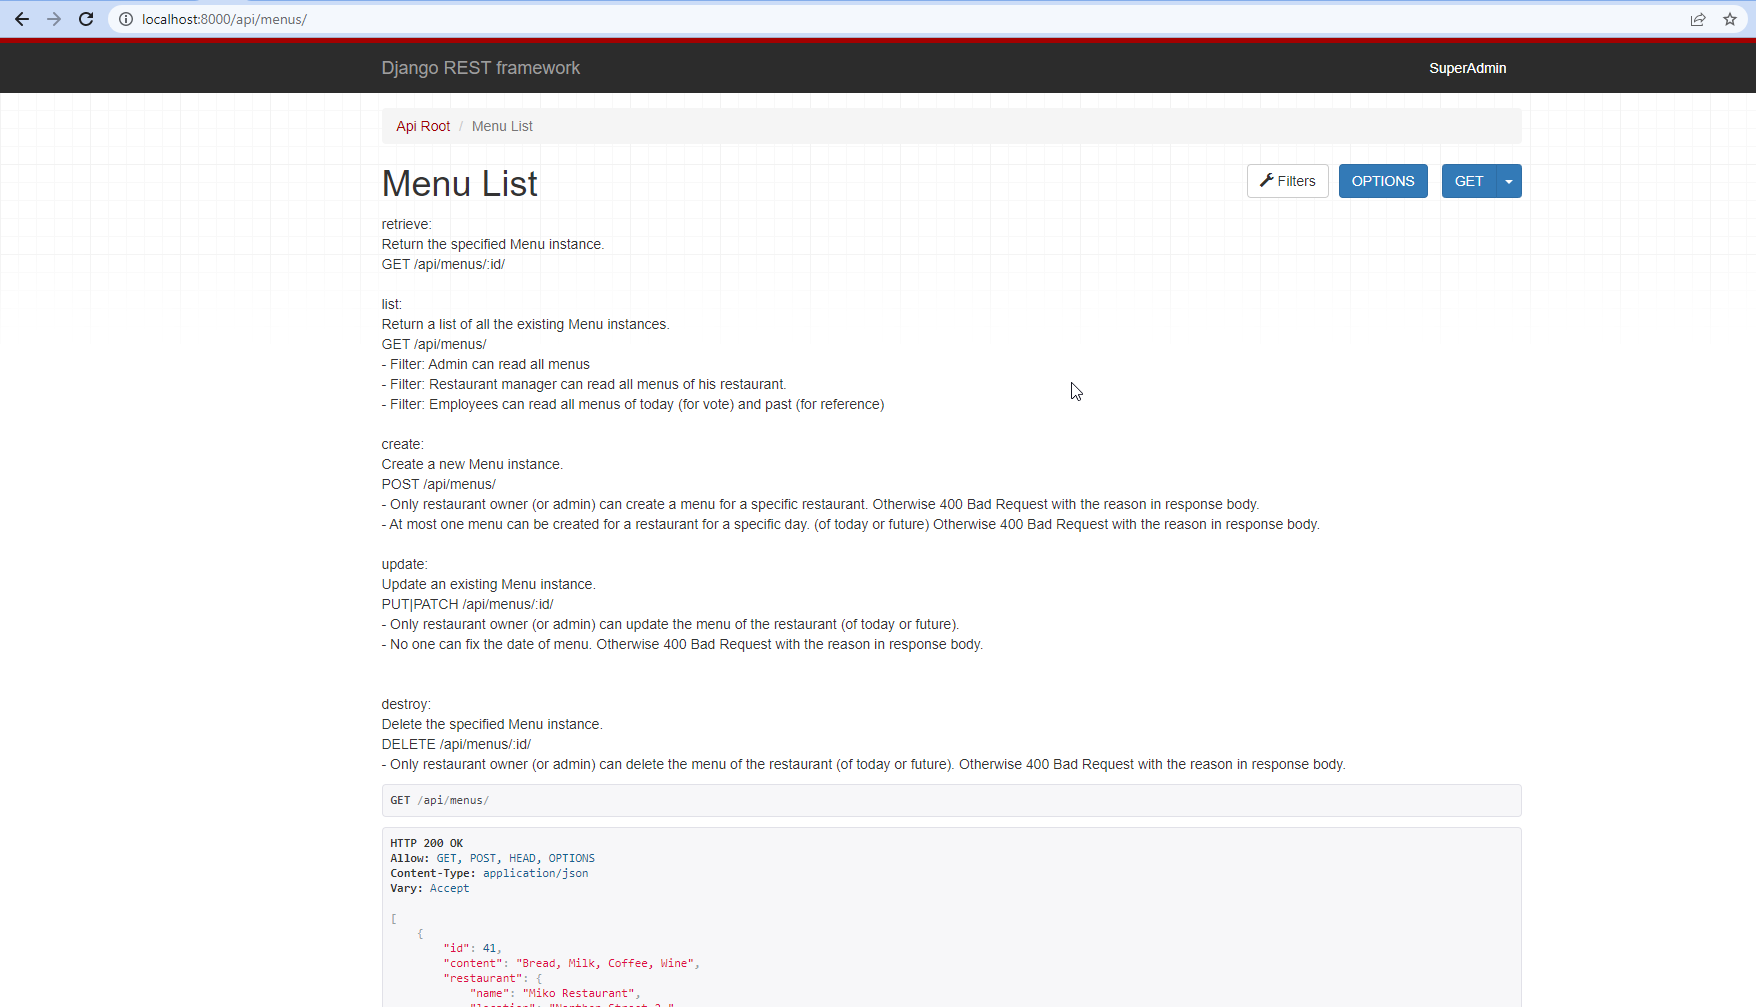 localhost:8000/api/menus/
Django REST framework
SuperAdmin
Api Root / Menu List
Menu List
Filters
OPTIONS
GET
retrieve:
Return the specified Menu instance.
GET /api/menus/:id/
list:
Return a list of all the existing Menu instances.
GET /api/menus/
- Filter: Admin can read all menus
- Filter: Restaurant manager can read all menus of his restaurant.
- Filter: Employees can read all menus of today (for vote) and past (for reference)
create:
Create a new Menu instance.
POST /api/menus/
- Only restaurant owner (or admin) can create a menu for a specific restaurant. Otherwise 400 Bad Request with the reason in response body.
- At most one menu can be created for a restaurant for a specific day. (of today or future) Otherwise 400 Bad Request with the reason in response body.
update:
Update an existing Menu instance.
PUT|PATCH /api/menus/:id/
- Only restaurant owner (or admin) can update the menu of the restaurant (of today or future).
- No one can fix the date of menu. Otherwise 400 Bad Request with the reason in response body.
destroy:
Delete the specified Menu instance.
DELETE /api/menus/:id/
- Only restaurant owner (or admin) can delete the menu of the restaurant (of today or future). Otherwise 400 Bad Request with the reason in response body.
GET /api/menus/
HTTP 200 OK
Allow: GET, POST, HEAD, OPTIONS
Content-Type: application/json
Vary: Accept
[
{
"id": 41,
"content": "Bread, Milk, Coffee, Wine",
"restaurant": {
"name": "Miko Restaurant",